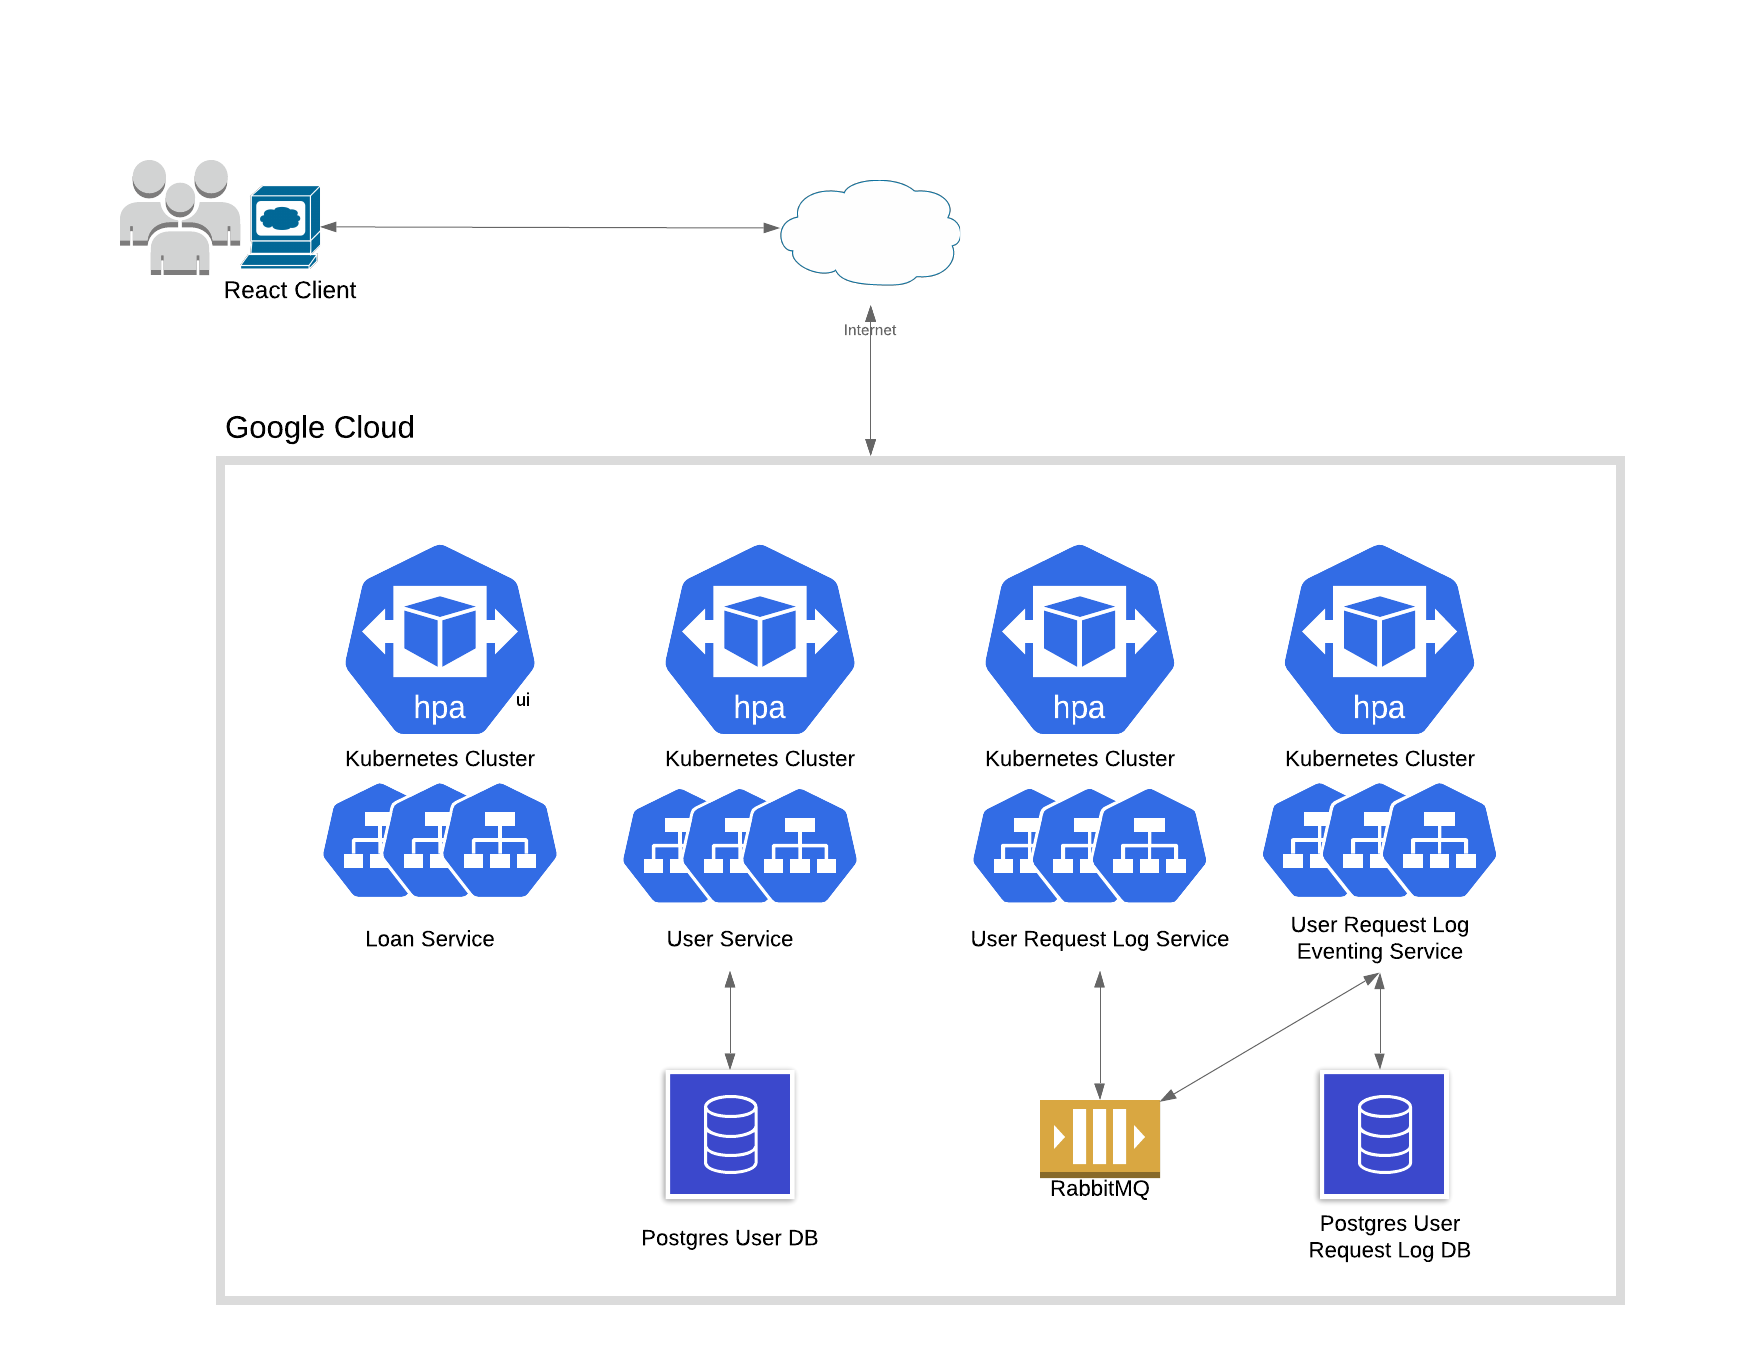 React Client
Internet
Google Cloud
hpa
hpa
hpa
hpa
ui
Kubernetes Cluster
Kubernetes Cluster
Kubernetes Cluster
Kubernetes Cluster
Loan Service
User Service
User Request Log Service
User Request Log
Eventing Service
RabbitMQ
Postgres User DB
Postgres User
Request Log DB